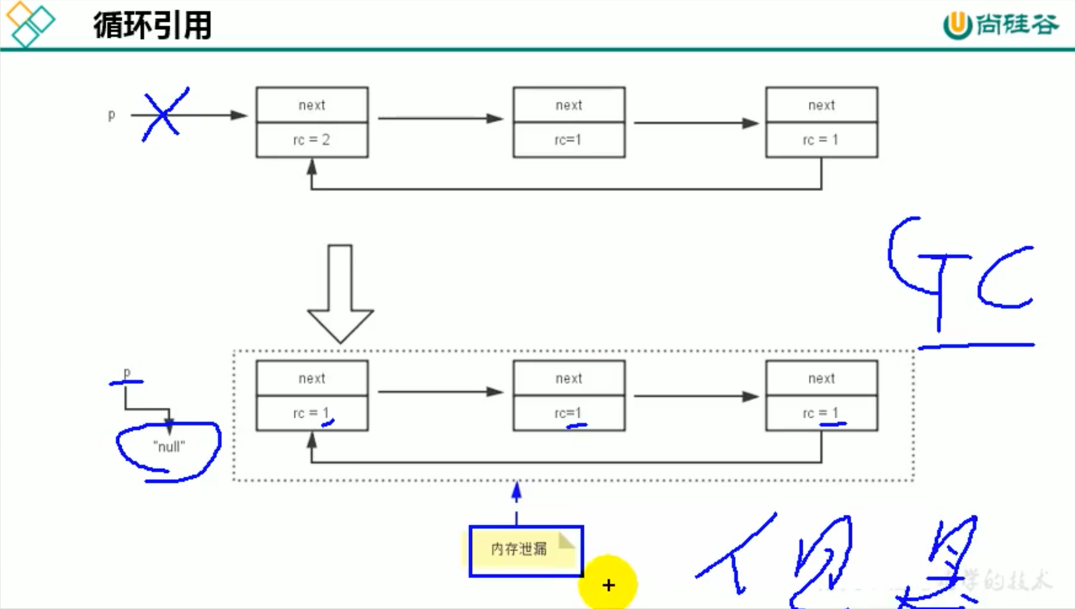 循环引用
尚硅谷
p
next
next
next
rc = 2
rc=1
rc = 1
GC
p
next
next
next
rc = 1
rc=1
rc = 1
"null"
内存泄漏
但是
学的技术